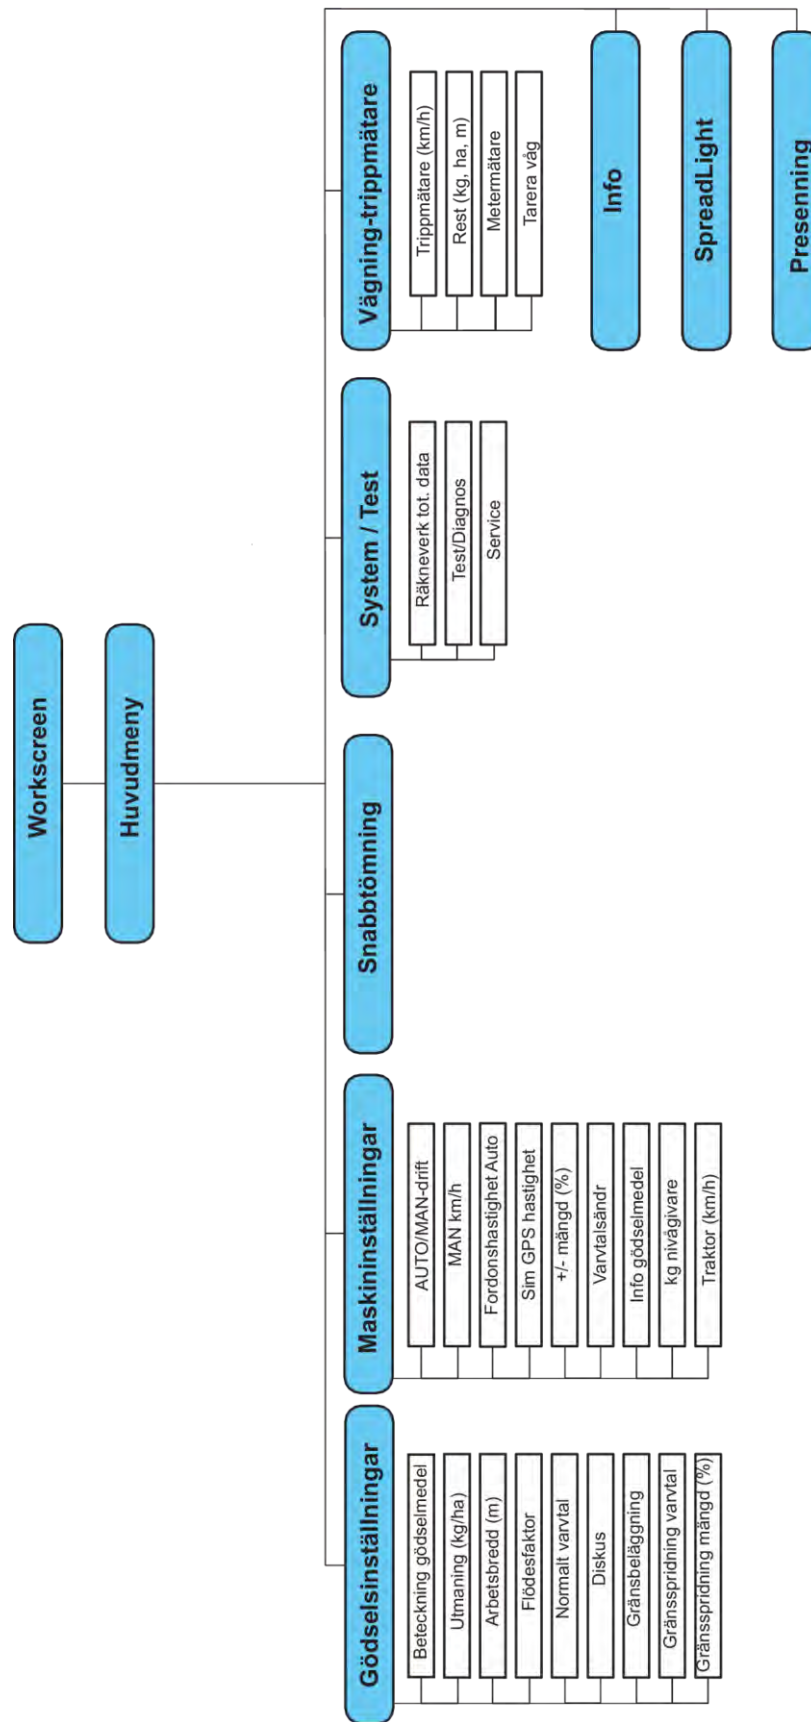 Workscreen
Huvudmeny
Gödselsinställningar
Beteckning gödselmedel
Utmaning (kg/ha)
Arbetsbredd (m)
Flödesfaktor
Normalt varvtal
Diskus
Gränsbeläggning
Gränsspridning varvtal
Gränsspridning mängd (%)
Maskininställningar
AUTO/MAN-drift
MAN km/h
Fordonshastighet Auto
Sim GPS hastighet
+/- mängd (%)
Varvtalsändr
Info gödselmedel
kg nivågivare
Traktor (km/h)
Snabbtömning
System / Test
Räkneverk tot. data
Test/Diagnos
Service
Vägning-trippmätare
Trippmätare (km/h)
Rest (kg, ha, m)
Metermätare
Tarera våg
Info
SpreadLight
Presenning